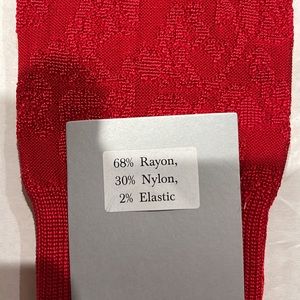 68% Rayon,
30% Nylon,
2% Elastic